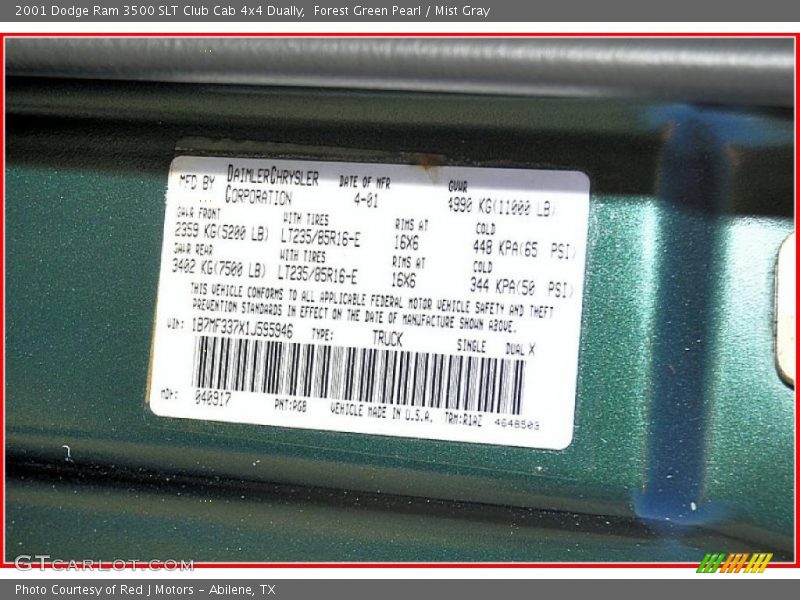 2001 Dodge Ram 3500 SLT Club Cab 4x4 Dually, Forest Green Pearl / Mist Gray
MFD BY DAIMLERCHRYSLER CORPORATION DATE OF MFR 4-01 GVWR 4990 KG(11000 LB)
GAWR FRONT WITH TIRES RIMS AT COLD
2359 KG(5200 LB) LT235/85R16-E 16X6 448 KPA(65 PSI)
GAWR REAR WITH TIRES RIMS AT COLD
3402 KG(7500 LB) LT235/85R16-E 16X6 344 KPA(50 PSI)
THIS VEHICLE CONFORMS TO ALL APPLICABLE FEDERAL MOTOR VEHICLE SAFETY AND THEFT
PREVENTION STANDARDS IN EFFECT ON THE DATE OF MANUFACTURE SHOWN ABOVE.
VIN: 1B7MF337X1J595946 TYPE: TRUCK SINGLE DUAL X
MDH: 040917 PNT:PGB VEHICLE MADE IN U.S.A. TRM:R1AZ 4648503
GTCARLOT.COM
Photo Courtesy of Red J Motors - Abilene, TX